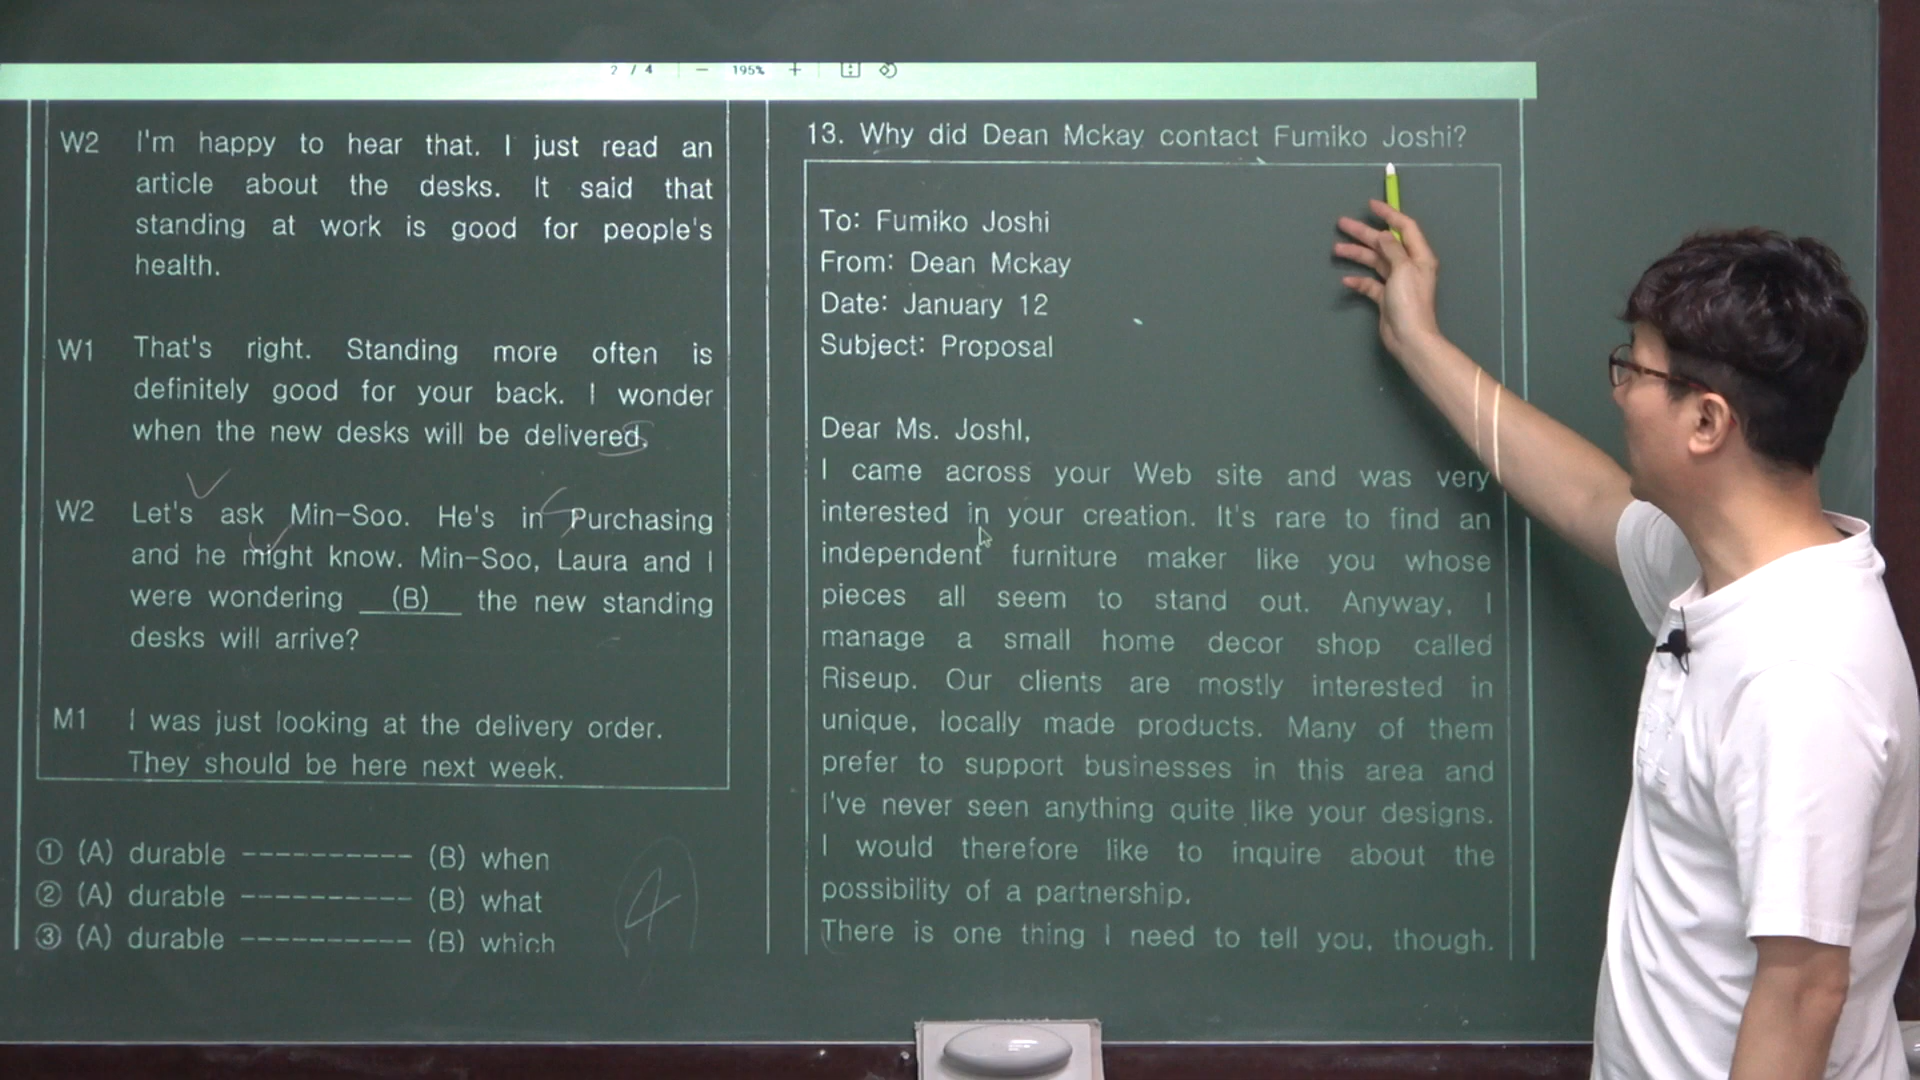 2 / 4 − 195% +
W2 I'm happy to hear that. I just read an
article about the desks. It said that
standing at work is good for people's
health.
W1 That's right. Standing more often is
definitely good for your back. I wonder
when the new desks will be delivered.
W2 Let's ask Min-Soo. He's in Purchasing
and he might know. Min-Soo, Laura and I
were wondering (B) the new standing
desks will arrive?
M1 I was just looking at the delivery order.
They should be here next week.
① (A) durable ---------- (B) when
② (A) durable ---------- (B) what
③ (A) durable ---------- (B) which
4
13. Why did Dean Mckay contact Fumiko Joshi?
To: Fumiko Joshi
From: Dean Mckay
Date: January 12
Subject: Proposal
Dear Ms. JoshI,
I came across your Web site and was very
interested in your creation. It's rare to find an
independent furniture maker like you whose
pieces all seem to stand out. Anyway, I
manage a small home decor shop called
Riseup. Our clients are mostly interested in
unique, locally made products. Many of them
prefer to support businesses in this area and
I've never seen anything quite like your designs.
I would therefore like to inquire about the
possibility of a partnership.
There is one thing I need to tell you, though.